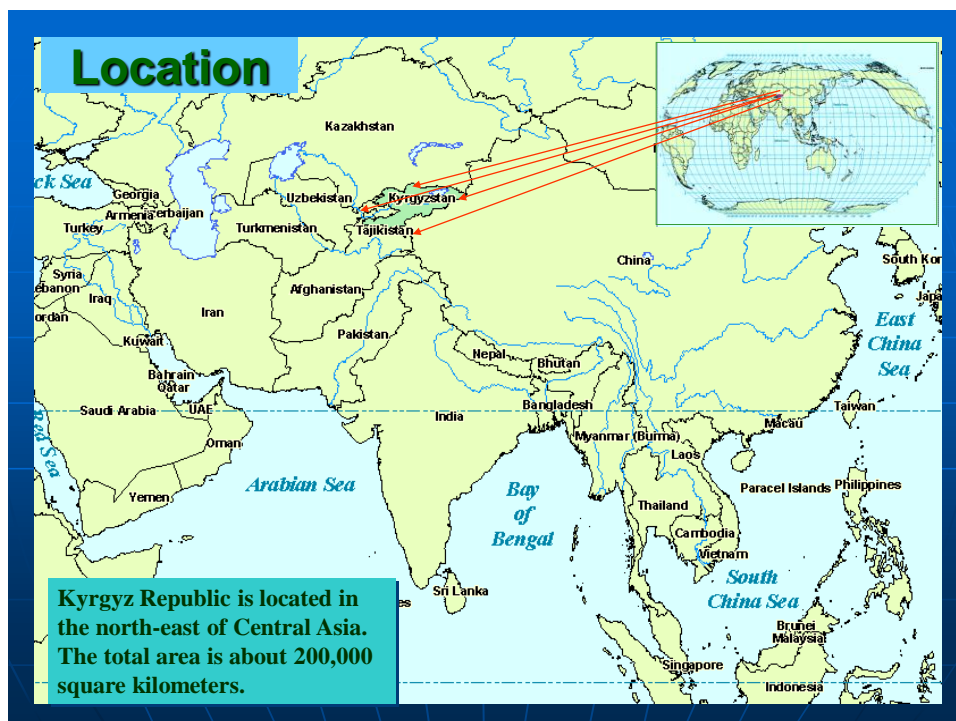 Location
Kazakhstan
ck Sea
Georgia
Uzbekistan
Kyrgyzstan
Armenia
erbaijan
Turkey
Turkmenistan
Tajikistan
China
South Kor
Syria
ebanon
Iraq
Afghanistan
Japa
ordan
Iran
East
China
Sea
Kuwait
Pakistan
Nepal
Bhutan
Bahrain
Qatar
Saudi Arabia
UAE
India
Bangladesh
Taiwan
Macau
Red Sea
Oman
Myanmar (Burma)
Laos
Arabian Sea
Bay
of
Bengal
Yemen
Thailand
Paracel Islands
Philippines
Cambodia
Vietnam
South
China Sea
Sri Lanka
es
Brunei
Malaysia
Singapore
Indonesia
Kyrgyz Republic is located in
the north-east of Central Asia.
The total area is about 200,000
square kilometers.